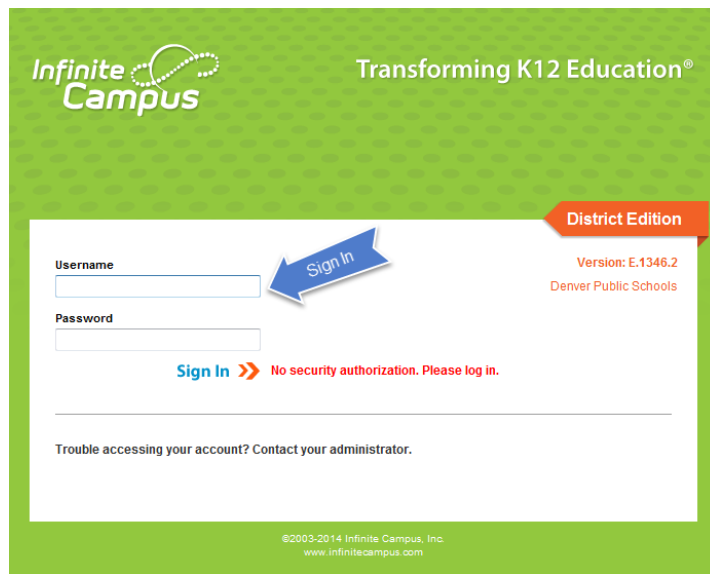 Infinite
Campus
Transforming K12 Education®
District Edition
Username
Sign In
Version: E.1346.2
Denver Public Schools
Password
Sign In
No security authorization. Please log in.
Trouble accessing your account? Contact your administrator.
©2003-2014 Infinite Campus, Inc.
www.infinitecampus.com